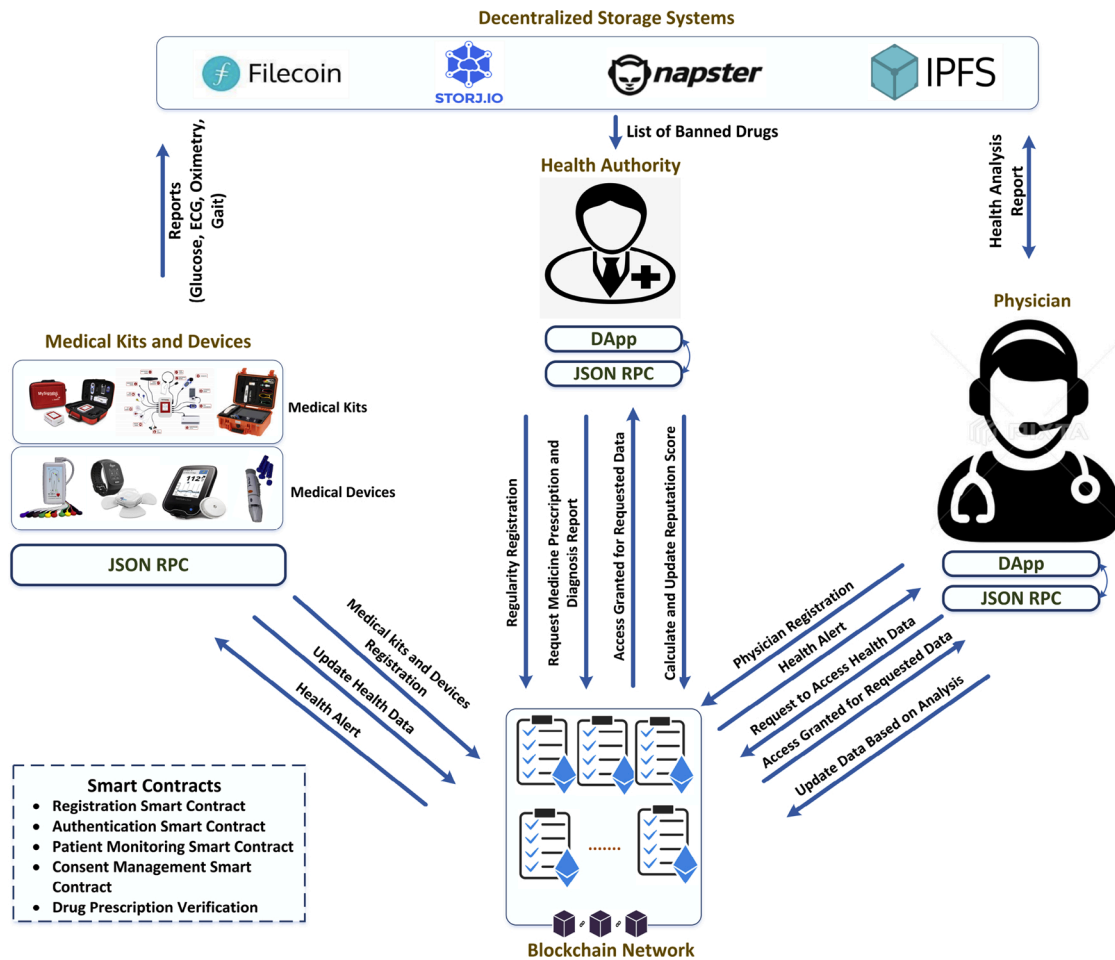 Decentralized Storage Systems
Filecoin
STORJ.IO
napster
IPFS
Reports
(Glucose, ECG, Oximetry,
Gait)
List of Banned Drugs
Health Analysis
Report
Health Authority
DApp
JSON RPC
Physician
PIXTA
DApp
JSON RPC
Medical Kits and Devices
Medical Kits
112
Medical Devices
JSON RPC
Regularity Registration
Request Medicine Prescription and
Diagnosis Report
Access Granted for Requested Data
Calculate and Update Reputation Score
Medical kits and Devices
Registration
Update Health Data
Health Alert
Physician Registration
Health Alert
Request to Access Health Data
Access Granted for Requested Data
Update Data Based on Analysis
Smart Contracts
• Registration Smart Contract
• Authentication Smart Contract
• Patient Monitoring Smart Contract
• Consent Management Smart
Contract
• Drug Prescription Verification
.......
Blockchain Network